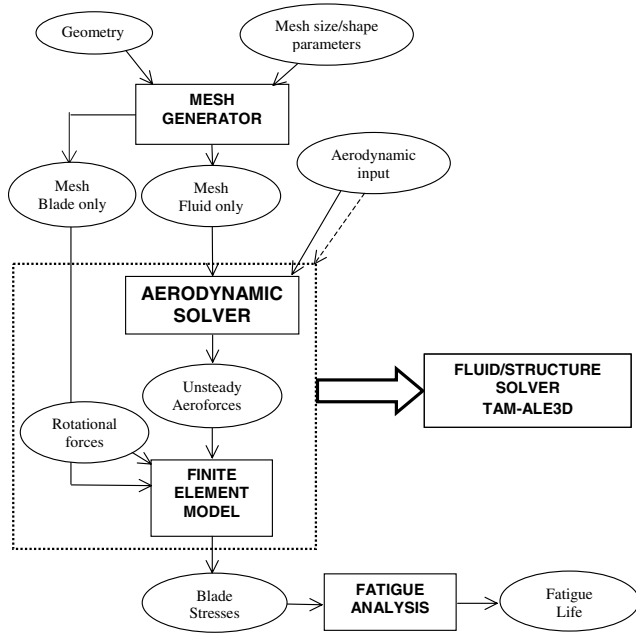 Geometry
Mesh size/shape
parameters
MESH
GENERATOR
Mesh
Blade only
Mesh
Fluid only
Aerodynamic
input
AERODYNAMIC
SOLVER
Unsteady
Aeroforces
FLUID/STRUCTURE
SOLVER
TAM-ALE3D
Rotational
forces
FINITE
ELEMENT
MODEL
Blade
Stresses
FATIGUE
ANALYSIS
Fatigue
Life